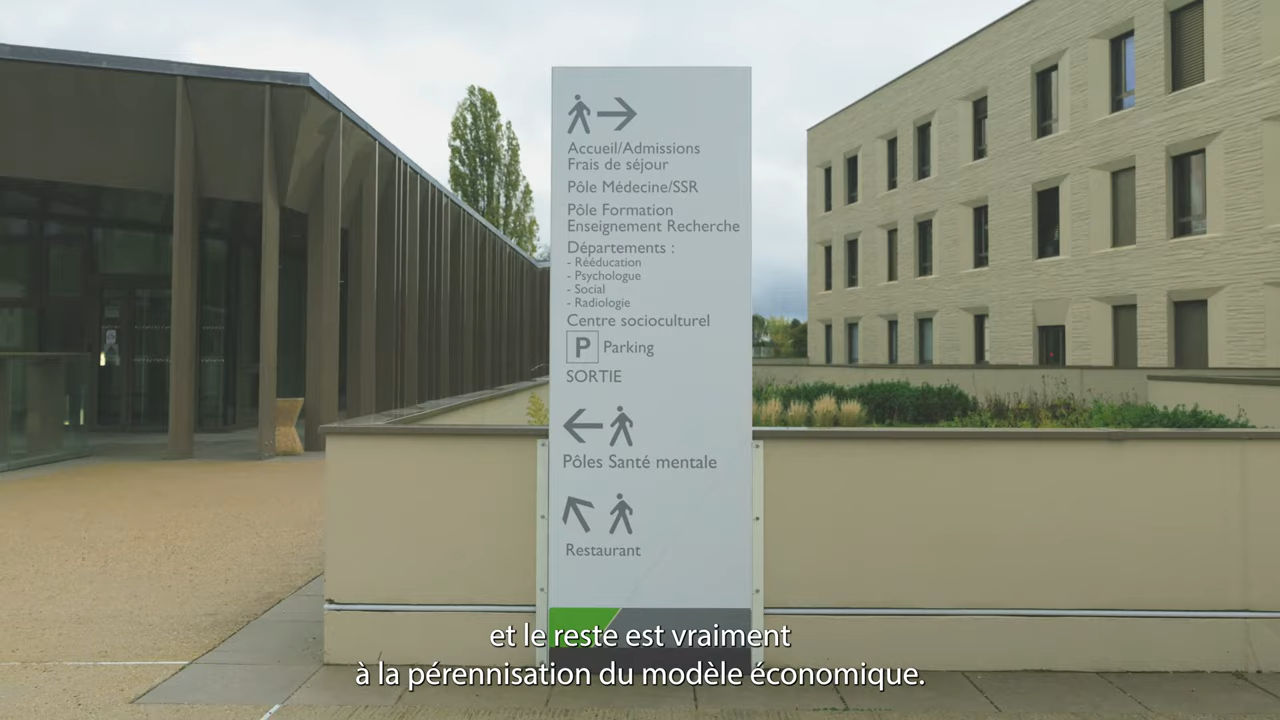 Accueil/Admissions
Frais de séjour
Pôle Médecine/SSR
Pôle Formation
Enseignement Recherche
Départements :
- Rééducation
- Psychologue
- Social
- Radiologie
Centre socioculturel
P Parking
SORTIE
Pôles Santé mentale
Restaurant
et le reste est vraiment
à la pérennisation du modèle économique.